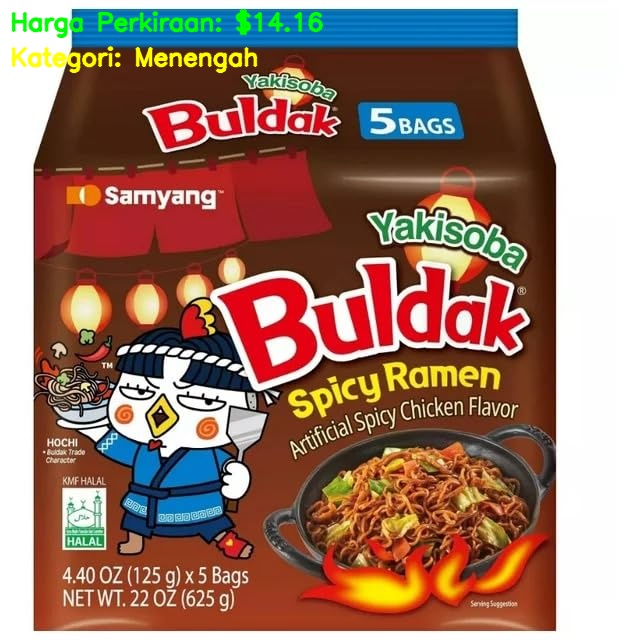 Harga Perkiraan: $14.16
Kategori: Menengah
Yakisoba
Buldak®
5 BAGS
Samyang™
Yakisoba
Buldak®
Spicy Ramen
Artificial Spicy Chicken Flavor
TM
HOCHI
• Buldak Trade
Character
KMF HALAL
HALAL
4.40 OZ (125 g) x 5 Bags
NET WT. 22 OZ (625 g)
Serving Suggestion